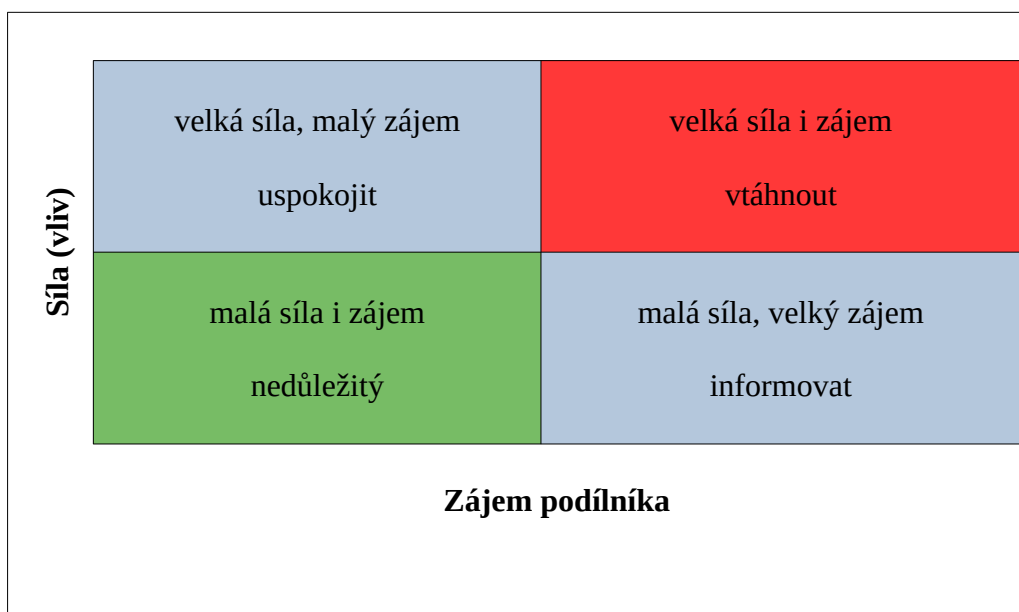 velká síla, malý zájem
uspokojit
velká síla i zájem
vtáhnout
Síla (vliv)
malá síla i zájem
nedůležitý
malá síla, velký zájem
informovat
Zájem podílníka